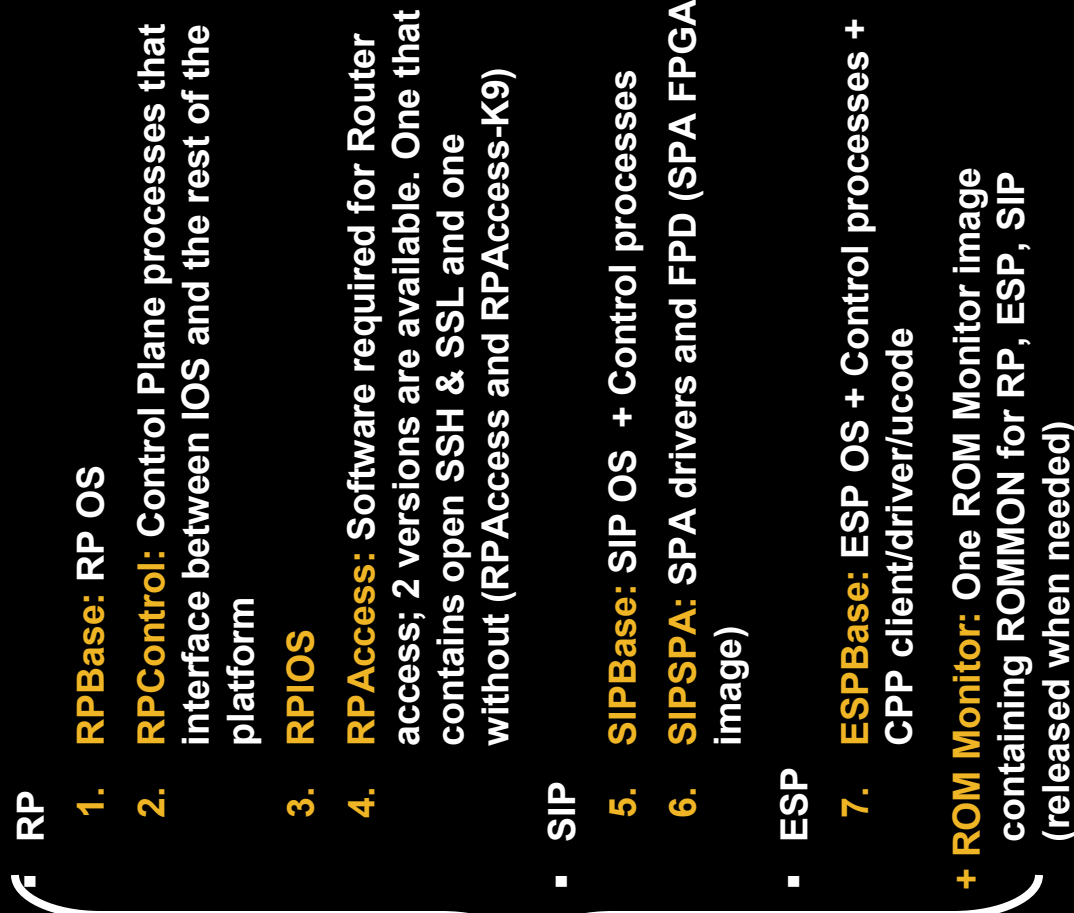 ▪ RP
1. RPBase: RP OS
2. RPControl: Control Plane processes that
interface between IOS and the rest of the
platform
3. RPIOS
4. RPAccess: Software required for Router
access; 2 versions are available. One that
contains open SSH & SSL and one
without (RPAccess and RPAccess-K9)
▪ SIP
5. SIPBase: SIP OS + Control processes
6. SIPSPA: SPA drivers and FPD (SPA FPGA
image)
▪ ESP
7. ESPBase: ESP OS + Control processes +
CPP client/driver/ucode
+ ROM Monitor: One ROM Monitor image
containing ROMMON for RP, ESP, SIP
(released when needed)